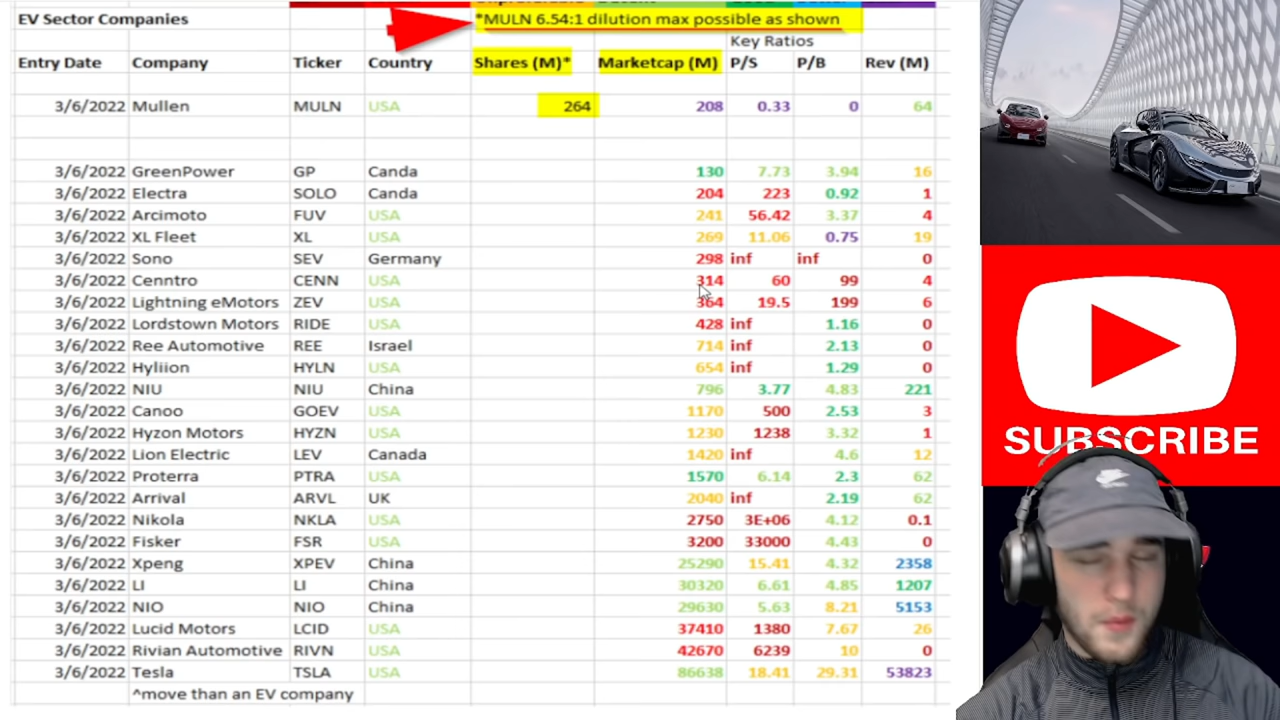 EV Sector Companies *MULN 6.54:1 dilution max possible as shown
Key Ratios
Entry Date Company Ticker Country Shares (M)* Marketcap (M) P/S P/B Rev (M)
3/6/2022 Mullen MULN USA 264 208 0.33 0 64
3/6/2022 GreenPower GP Canda 130 7.73 3.94 16
3/6/2022 Electra SOLO Canda 204 223 0.92 1
3/6/2022 Arcimoto FUV USA 241 56.42 3.37 4
3/6/2022 XL Fleet XL USA 269 11.06 0.75 19
3/6/2022 Sono SEV Germany 298 inf inf 0
3/6/2022 Cenntro CENN USA 314 60 99 4
3/6/2022 Lightning eMotors ZEV USA 364 19.5 199 6
3/6/2022 Lordstown Motors RIDE USA 428 inf 1.16 0
3/6/2022 Ree Automotive REE Israel 714 inf 2.13 0
3/6/2022 Hyliion HYLN USA 654 inf 1.29 0
3/6/2022 NIU NIU China 796 3.77 4.83 221
3/6/2022 Canoo GOEV USA 1170 500 2.53 3
3/6/2022 Hyzon Motors HYZN USA 1230 1238 3.32 1
3/6/2022 Lion Electric LEV Canada 1420 inf 4.6 12
3/6/2022 Proterra PTRA USA 1570 6.14 2.3 62
3/6/2022 Arrival ARVL UK 2040 inf 2.19 62
3/6/2022 Nikola NKLA USA 2750 3E+06 4.12 0.1
3/6/2022 Fisker FSR USA 3200 33000 4.43 0
3/6/2022 Xpeng XPEV China 25290 15.41 4.32 2358
3/6/2022 LI LI China 30320 6.61 4.85 1207
3/6/2022 NIO NIO China 29630 5.63 8.21 5153
3/6/2022 Lucid Motors LCID USA 37410 1380 7.67 26
3/6/2022 Rivian Automotive RIVN USA 42670 6239 10 0
3/6/2022 Tesla TSLA USA 86638 18.41 29.31 53823
^move than an EV company
SUBSCRIBE